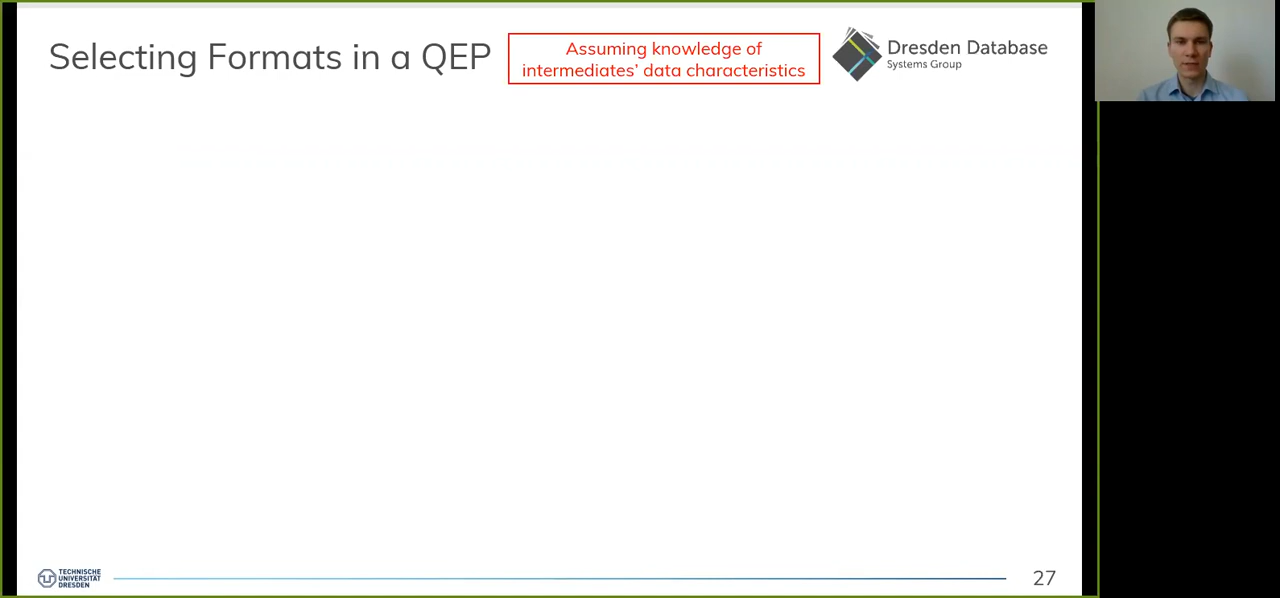 Selecting Formats in a QEP
Assuming knowledge of
intermediates' data characteristics
Dresden Database
Systems Group
TECHNISCHE
UNIVERSITÄT
DRESDEN
27